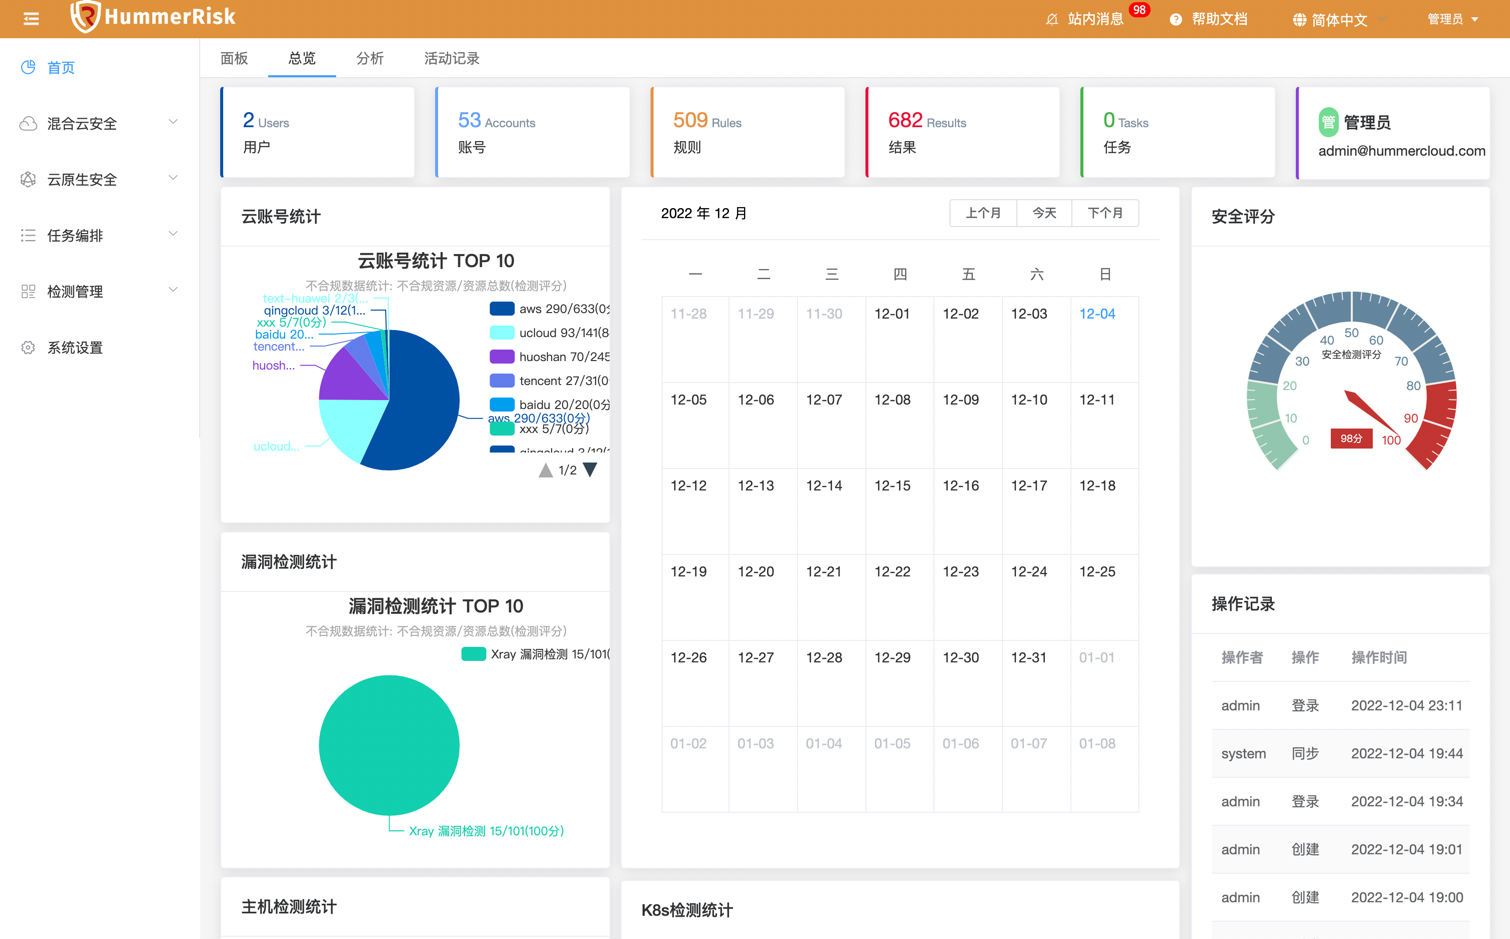 HummerRisk
站内消息 98
帮助文档
简体中文
管理员
首页
混合云安全
云原生安全
任务编排
检测管理
系统设置
面板 总览 分析 活动记录
2 Users
用户
53 Accounts
账号
509 Rules
规则
682 Results
结果
0 Tasks
任务
管 管理员
admin@hummercloud.com
云账号统计
云账号统计 TOP 10
不合规数据统计: 不合规资源/资源总数(检测评分)
text-huawei 2/3(...
qingcloud 3/12(1...
xxx 5/7(0分)
baidu 20...
tencent...
huosh...
ucloud...
aws 290/633(0分)
aws 290/633(0分
ucloud 93/141(8
huoshan 70/245
tencent 27/31(0
baidu 20/20(0分
xxx 5/7(0分)
qingcloud 3/12(1
1/2
漏洞检测统计
漏洞检测统计 TOP 10
不合规数据统计: 不合规资源/资源总数(检测评分)
Xray 漏洞检测 15/101(
Xray 漏洞检测 15/101(100分)
主机检测统计
2022 年 12 月
上个月 今天 下个月
一 二 三 四 五 六 日
11-28 11-29 11-30 12-01 12-02 12-03 12-04
12-05 12-06 12-07 12-08 12-09 12-10 12-11
12-12 12-13 12-14 12-15 12-16 12-17 12-18
12-19 12-20 12-21 12-22 12-23 12-24 12-25
12-26 12-27 12-28 12-29 12-30 12-31 01-01
01-02 01-03 01-04 01-05 01-06 01-07 01-08
K8s检测统计
安全评分
0 10 20 30 40 50 60 70 80 90 100
安全检测评分
98分
操作记录
操作者 操作 操作时间
admin 登录 2022-12-04 23:11
system 同步 2022-12-04 19:44
admin 登录 2022-12-04 19:34
admin 创建 2022-12-04 19:01
admin 创建 2022-12-04 19:00